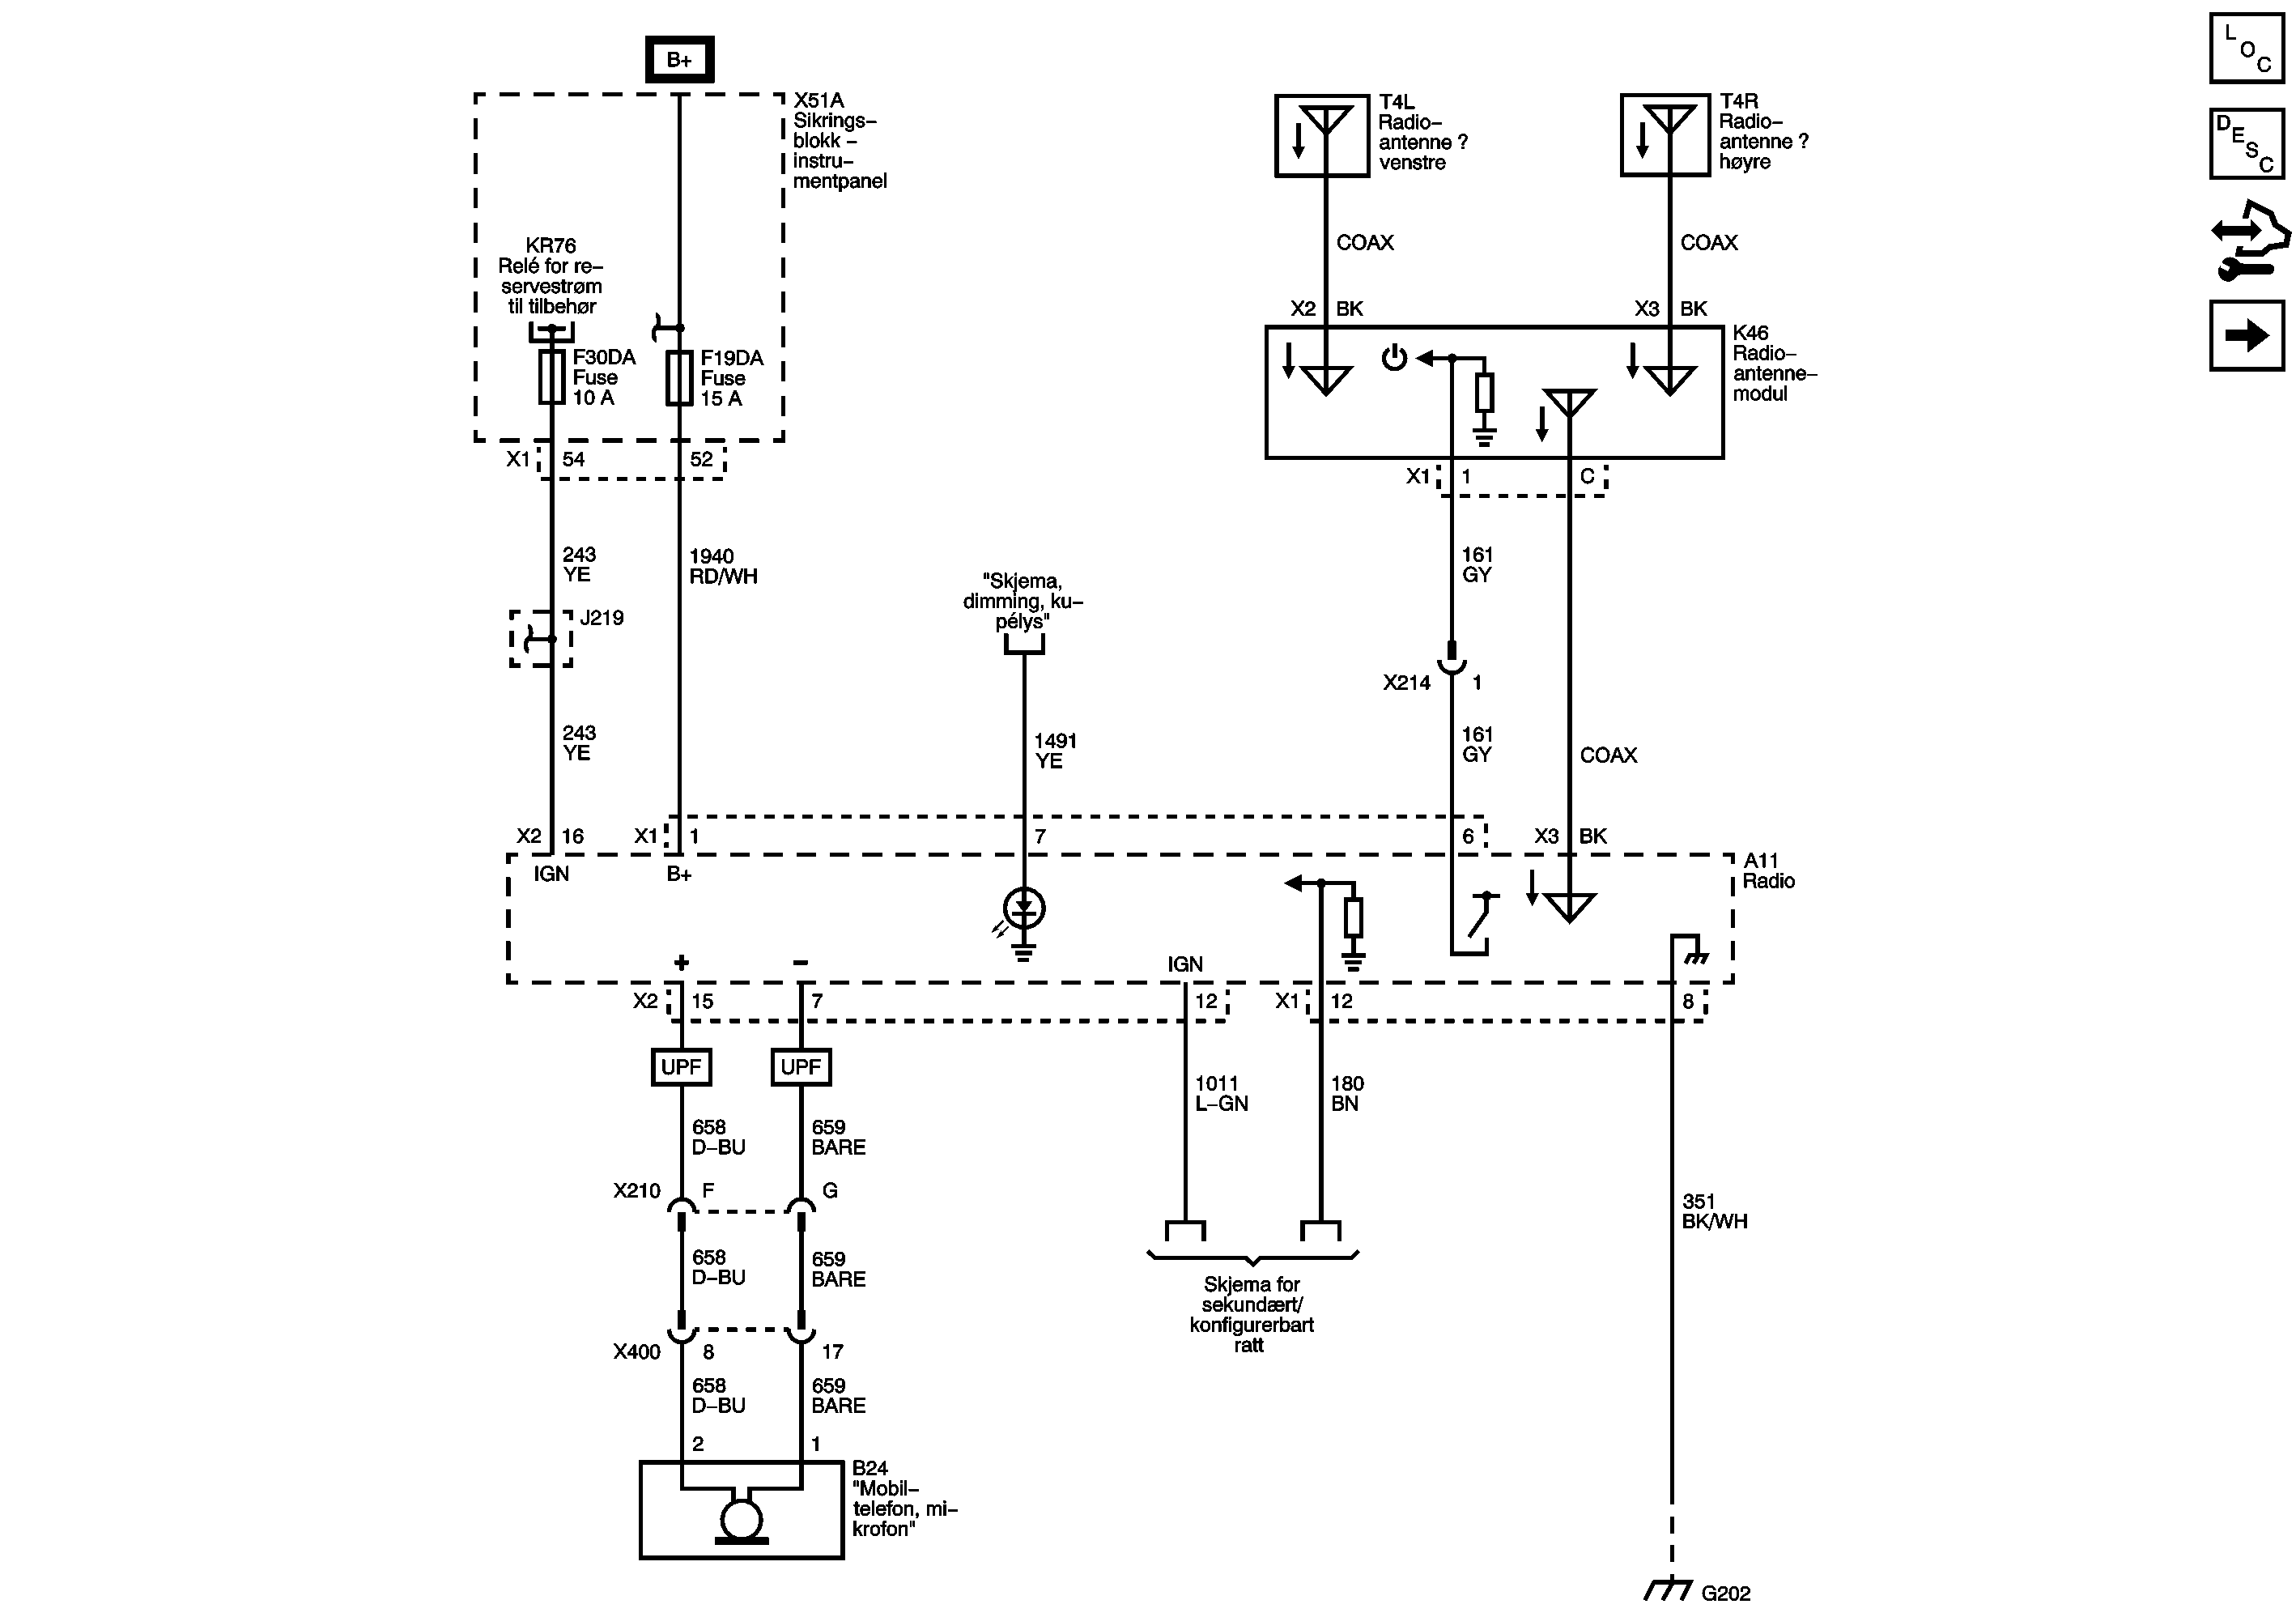 B+
X51A
Sikrings–
blokk –
instru–
mentpanel
KR76
Relé for re–
servestrøm
til tilbehør
F30DA
Fuse
10 A
F19DA
Fuse
15 A
X1
54
52
243
YE
1940
RD/WH
J219
243
YE
"Skjema,
dimming, ku–
pélys"
1491
YE
T4L
Radio–
antenne ?
venstre
T4R
Radio–
antenne ?
høyre
COAX
COAX
X2
BK
X3
BK
K46
Radio–
antenne–
modul
X1
1
C
161
GY
X214
1
161
GY
COAX
X2
16
X1
1
7
6
X3
BK
A11
Radio
IGN
B+
+
–
IGN
X2
15
7
12
X1
12
8
UPF
UPF
1011
L–GN
180
BN
658
D–BU
659
BARE
X210
F
G
351
BK/WH
658
D–BU
659
BARE
Skjema for
sekundært/
konfigurerbart
ratt
X400
8
17
658
D–BU
659
BARE
2
1
B24
"Mobil–
telefon, mi–
krofon"
G202
LOC
DESC